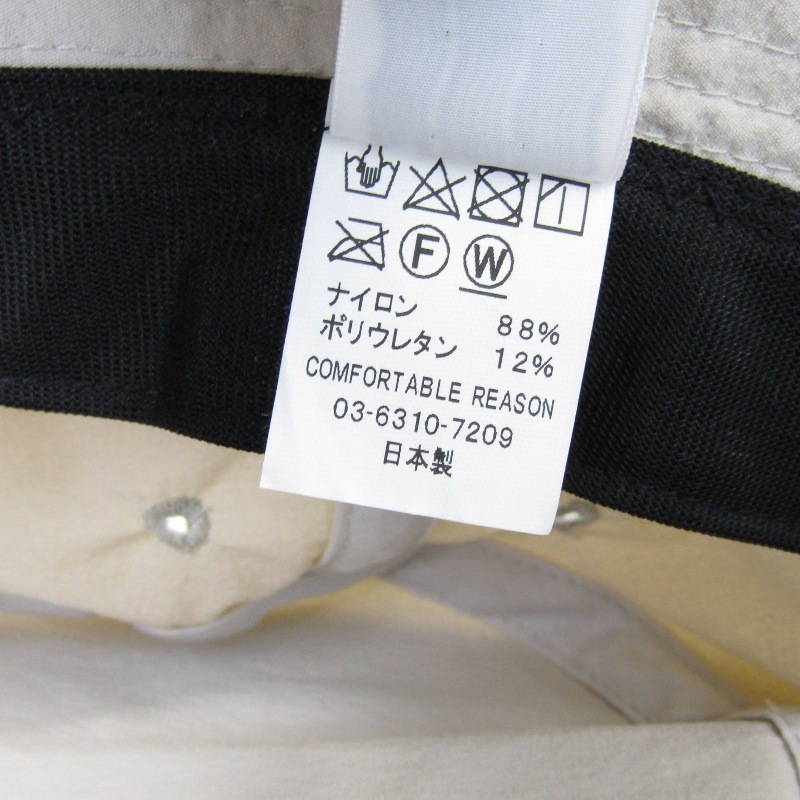 F W
ナイロン 88%
ポリウレタン 12%
COMFORTABLE REASON
03-6310-7209
日本製